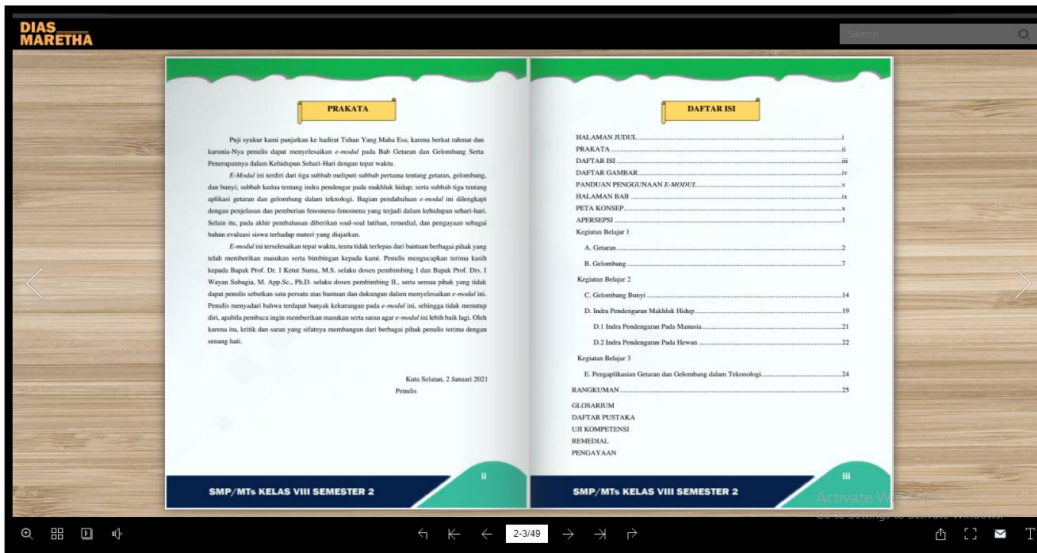 DIAS
MARETHA
Search
PRAKATA
Puji syukur kami panjatkan ke hadirat Tuhan Yang Maha Esa, karena berkat rahmat dan
karunia-Nya penulis dapat menyelesaikan e-modul pada Bab Getaran dan Gelombang Serta
Penerapannya dalam Kehidupan Sehari-Hari dengan tepat waktu.
E-Modul ini terdiri dari tiga subbab meliputi subbab pertama tentang getaran, gelombang,
dan bunyi; subbab kedua tentang indra pendengar pada makhluk hidup; serta subbab tiga tentang
aplikasi getaran dan gelombang dalam teknologi. Bagian pendahuluan e-modul ini dilengkapi
dengan penjelasan dan pemberian fenomena-fenomena yang terjadi dalam kehidupan sehari-hari.
Selain itu, pada akhir pembahasan diberikan soal-soal latihan, remedial, dan pengayaan sebagai
bahan evaluasi siswa terhadap materi yang diajarkan.
E-modul ini terselesaikan tepat waktu, tentu tidak terlepas dari bantuan berbagai pihak yang
telah memberikan masukan serta bimbingan kepada kami. Penulis mengucapkan terima kasih
kepada Bapak Prof. Dr. I Ketut Suma, M.S. selaku dosen pembimbing I dan Bapak Prof. Drs. I
Wayan Subagia, M. App.Sc., Ph.D. selaku dosen pembimbing II., serta semua pihak yang tidak
dapat penulis sebutkan satu persatu atas bantuan dan dukungan dalam menyelesaikan e-modul ini.
Penulis menyadari bahwa terdapat banyak kekurangan pada e-modul ini, sehingga tidak menutup
diri, apabila pembaca ingin memberikan masukan serta saran agar e-modul ini lebih baik lagi. Oleh
karena itu, kritik dan saran yang sifatnya membangun dari berbagai pihak penulis terima dengan
senang hati.
Kuta Selatan, 2 Januari 2021
Penulis
ii
SMP/MTs KELAS VIII SEMESTER 2
DAFTAR ISI
HALAMAN JUDUL i
PRAKATA ii
DAFTAR ISI iii
DAFTAR GAMBAR iv
PANDUAN PENGGUNAAN E-MODUL v
HALAMAN BAB ix
PETA KONSEP x
APERSEPSI 1
Kegiatan Belajar 1
A. Getaran 2
B. Gelombang 7
Kegiatan Belajar 2
C. Gelombang Bunyi 14
D. Indra Pendengaran Makhluk Hidup 19
D.1 Indra Pendengaran Pada Manusia 21
D.2 Indra Pendengaran Pada Hewan 22
Kegiatan Belajar 3
E. Pengaplikasian Getaran dan Gelombang dalam Tekonologi 24
RANGKUMAN 25
GLOSARIUM
DAFTAR PUSTAKA
UJI KOMPETENSI
REMEDIAL
PENGAYAAN
iii
SMP/MTs KELAS VIII SEMESTER 2
Activate
Go to Settings to activate Windows.
2-3/49